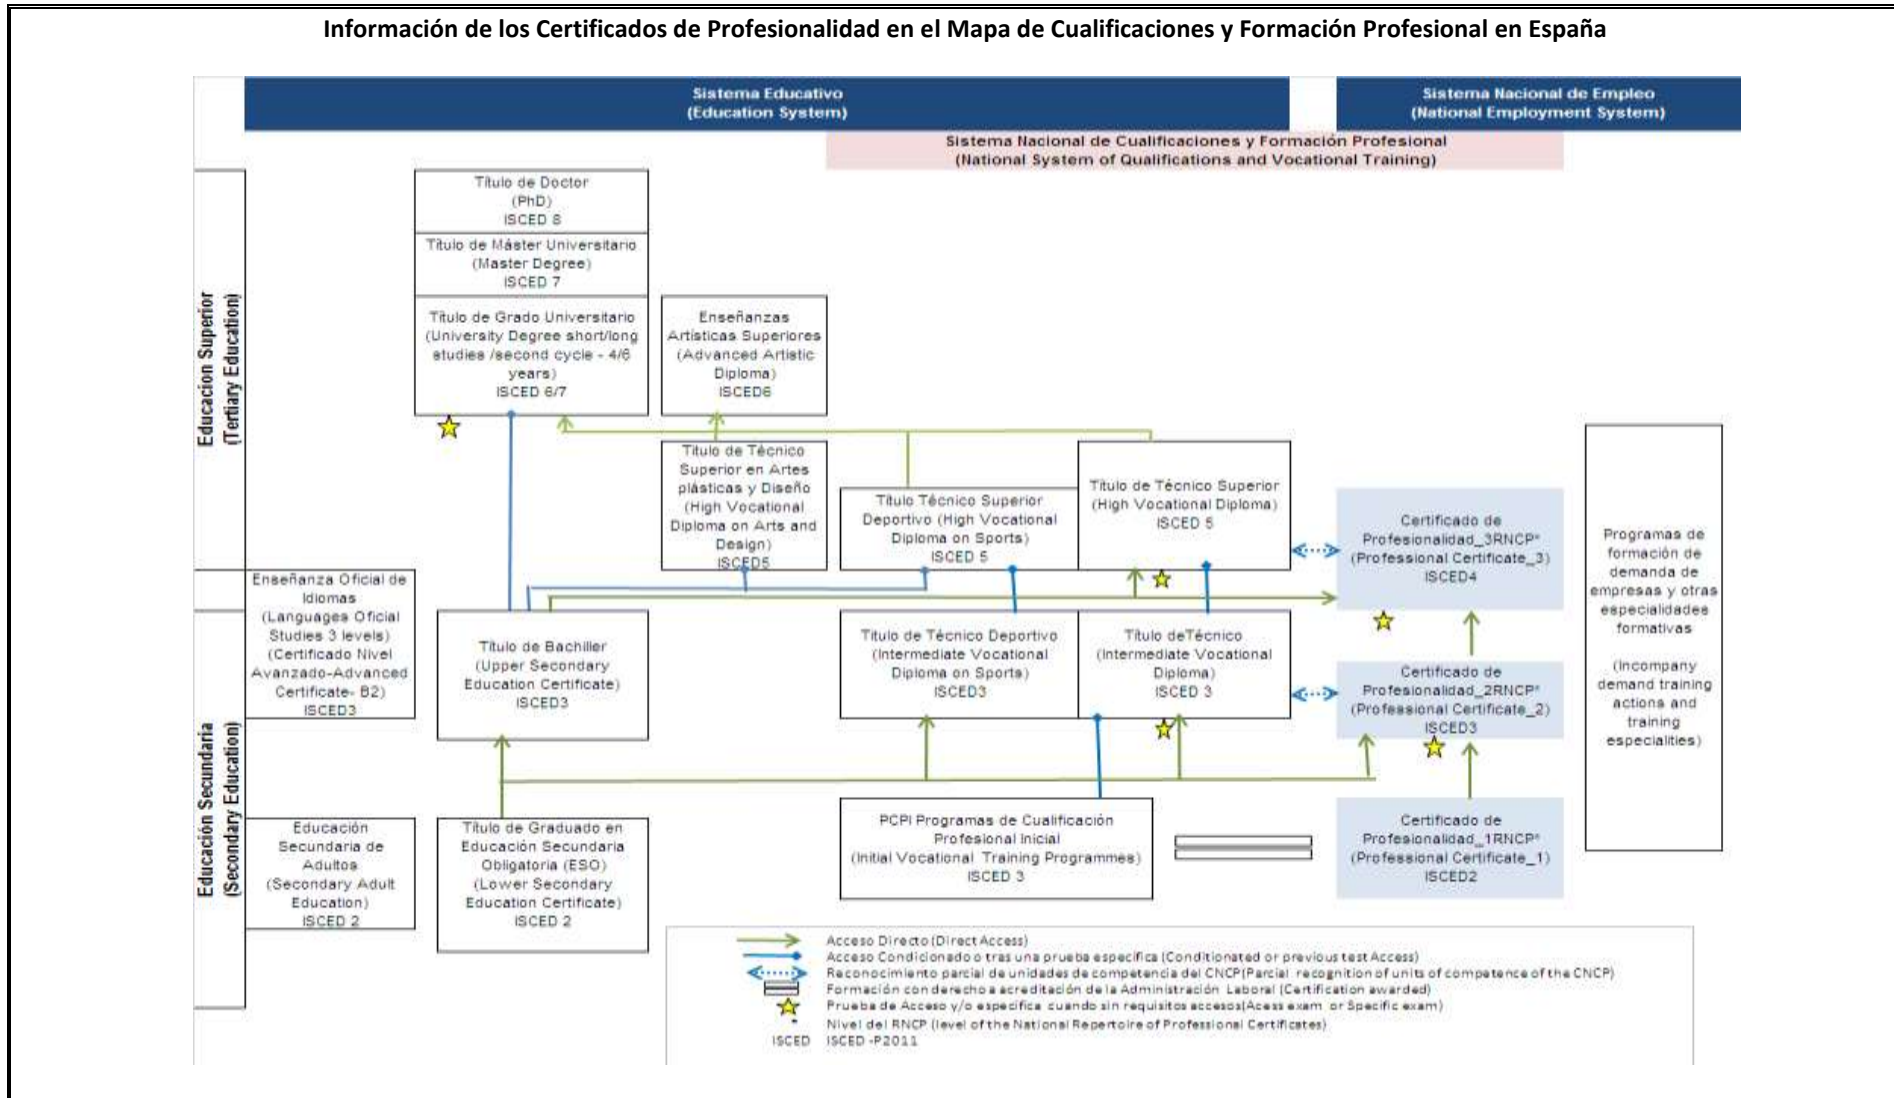 Información de los Certificados de Profesionalidad en el Mapa de Cualificaciones y Formación Profesional en España
Sistema Educativo
(Education System)
Sistema Nacional de Empleo
(National Employment System)
Sistema Nacional de Cualificaciones y Formación Profesional
(National System of Qualifications and Vocational Training)
Educacion Superior
(Tertiary Education)
Título de Doctor
(PhD)
ISCED 8
Título de Máster Universitario
(Master Degree)
ISCED 7
Título de Grado Universitario
(University Degree short/long
studies /second cycle - 4/6
years)
ISCED 6/7
Enseñanzas
Artísticas Superiores
(Advanced Artistic
Diploma)
ISCED6
Título de Técnico
Superior en Artes
plásticas y Diseño
(High Vocational
Diploma on Arts and
Design)
ISCED5
Título Técnico Superior
Deportivo (High Vocational
Diploma on Sports)
ISCED 5
Título de Técnico Superior
(High Vocational Diploma)
ISCED 5
Certificado de
Profesionalidad_3RNCP*
(Professional Certificate_3)
ISCED4
Programas de
formación de
demanda de
empresas y otras
especialidades
formativas
(Incompany
demand training
actions and
training
especialities)
Educación Secundaria
(Secondary Education)
Enseñanza Oficial de
Idiomas
(Languages Oficial
Studies 3 levels)
(Certificado Nivel
Avanzado-Advanced
Certificate- B2)
ISCED3
Título de Bachiller
(Upper Secondary
Education Certificate)
ISCED3
Título de Técnico Deportivo
(Intermediate Vocational
Diploma on Sports)
ISCED3
Título deTécnico
(Intermediate Vocational
Diploma)
ISCED 3
Certificado de
Profesionalidad_2RNCP*
(Professional Certificate_2)
ISCED3
Educación
Secundaria de
Adultos
(Secondary Adult
Education)
ISCED 2
Título de Graduado en
Educación Secundaria
Obligatoria (ESO)
(Lower Secondary
Education Certificate)
ISCED 2
PCPI Programas de Cualificación
Profesional Inicial
(Initial Vocational Training Programmes)
ISCED 3
Certificado de
Profesionalidad_1RNCP*
(Professional Certificate_1)
ISCED2
Acceso Directo (Direct Access)
Acceso Condicionado o tras una prueba específica (Conditionated or previous test Access)
Reconocimiento parcial de unidades de competencia del CNCP(Parcial recognition of units of competence of the CNCP)
Formación con derecho a acreditación de la Administración Laboral (Certification awarded)
Prueba de Acceso y/o específica cuando sin requisitos accesos(Acess exam or Specific exam)
* Nivel del RNCP (level of the National Repertoire of Professional Certificates)
ISCED ISCED -P2011